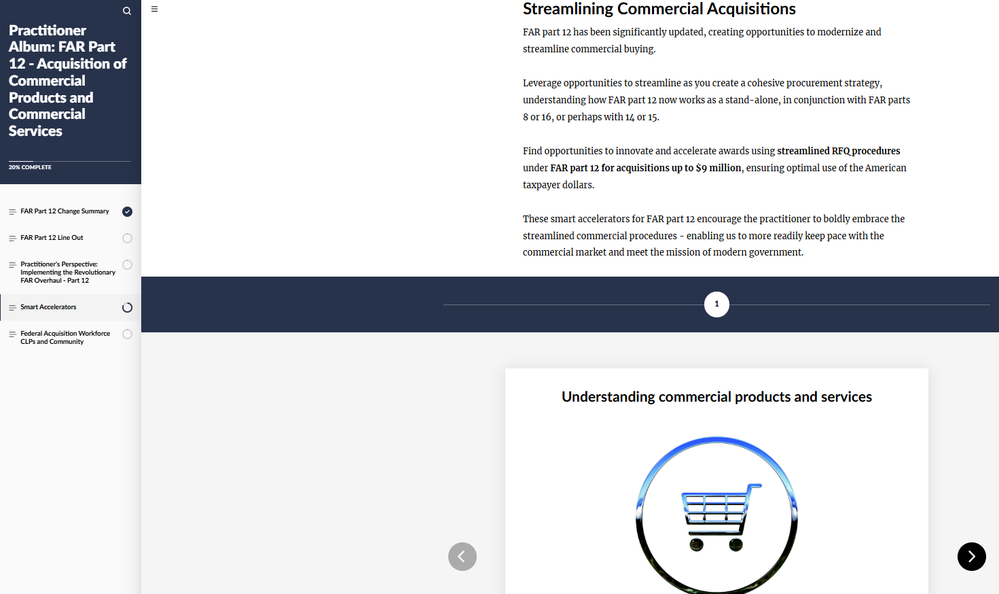 Practitioner
Album: FAR Part
12 - Acquisition of
Commercial
Products and
Commercial
Services
20% COMPLETE
FAR Part 12 Change Summary
FAR Part 12 Line Out
Practitioner's Perspective:
Implementing the Revolutionary
FAR Overhaul - Part 12
Smart Accelerators
Federal Acquisition Workforce
CLPs and Community
Streamlining Commercial Acquisitions
FAR part 12 has been significantly updated, creating opportunities to modernize and
streamline commercial buying.
Leverage opportunities to streamline as you create a cohesive procurement strategy,
understanding how FAR part 12 now works as a stand-alone, in conjunction with FAR parts
8 or 16, or perhaps with 14 or 15.
Find opportunities to innovate and accelerate awards using streamlined RFQ procedures
under FAR part 12 for acquisitions up to $9 million, ensuring optimal use of the American
taxpayer dollars.
These smart accelerators for FAR part 12 encourage the practitioner to boldly embrace the
streamlined commercial procedures - enabling us to more readily keep pace with the
commercial market and meet the mission of modern government.
1
Understanding commercial products and services